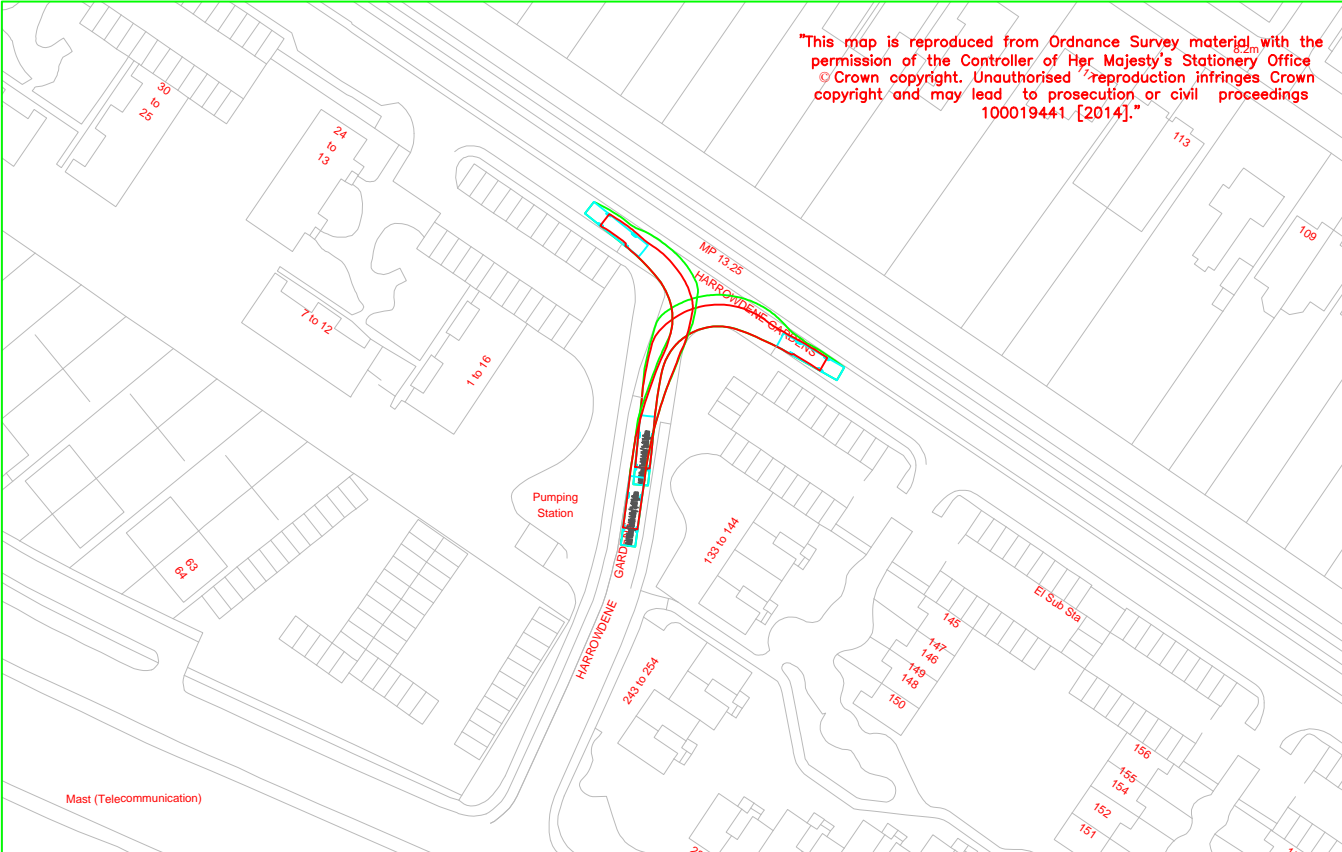 "This map is reproduced from Ordnance Survey material with the
permission of the Controller of Her Majesty's Stationery Office
© Crown copyright. Unauthorised reproduction infringes Crown
copyright and may lead to prosecution or civil proceedings
100019441 [2014]."
8.2m
113
109
30
to
25
24
to
13
MP 13.25
HARROWDENE GARDENS
7 to 12
1 to 16
Pumping
Station
63
64
133 to 144
HARROWDENE
243 to 254
El Sub Sta
145
147
146
149
148
150
156
155
154
152
151
Mast (Telecommunication)